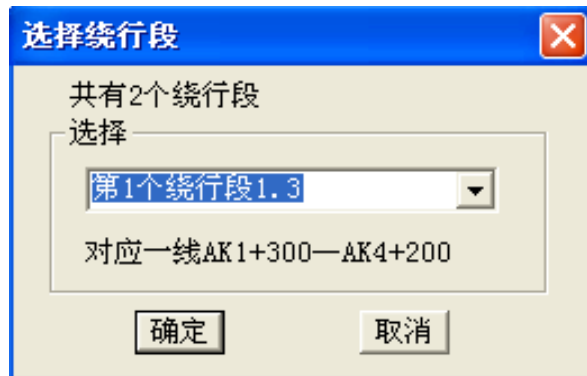 选择绕行段
共有2个绕行段
选择
第1个绕行段1.3
对应一线AK1+300—AK4+200
确定
取消